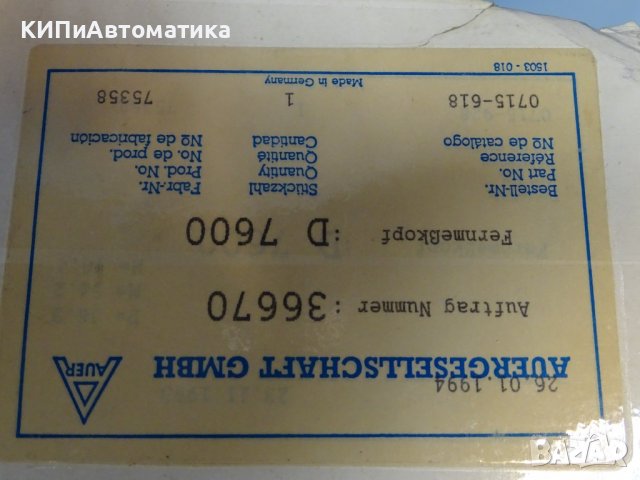 КИПиАвтоматика
26.01.1994
AUERGESELLSCHAFT GMBH
AUER
Auftrag Nummer : 36670
Fernmeßkopf : D 7600
Bestell-Nr. Stückzahl Fabr-Nr.
Part No. Quantity Prod. No.
Référence Quantité No. de prod.
Nº de catálogo Cantidad Nº de fabricación
0715-618 1 75358
Made in Germany
1503 - 018
BAZAR